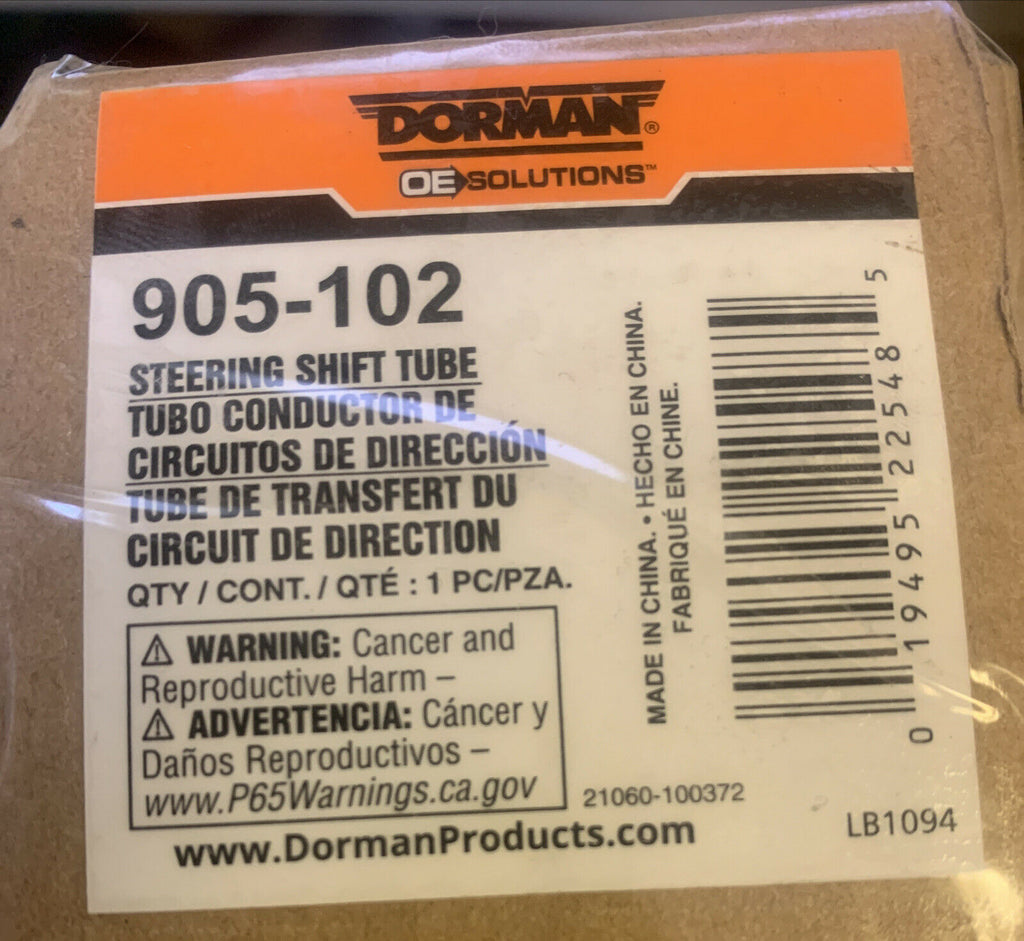 DORMAN®
OE SOLUTIONS™
905-102
STEERING SHIFT TUBE
TUBO CONDUCTOR DE
CIRCUITOS DE DIRECCIÓN
TUBE DE TRANSFERT DU
CIRCUIT DE DIRECTION
QTY / CONT. / QTÉ : 1 PC/PZA.
⚠ WARNING: Cancer and
Reproductive Harm –
⚠ ADVERTENCIA: Cáncer y
Daños Reproductivos –
www.P65Warnings.ca.gov
www.DormanProducts.com
MADE IN CHINA. • HECHO EN CHINA.
FABRIQUÉ EN CHINE.
0 19495 22548 5
21060-100372
LB1094